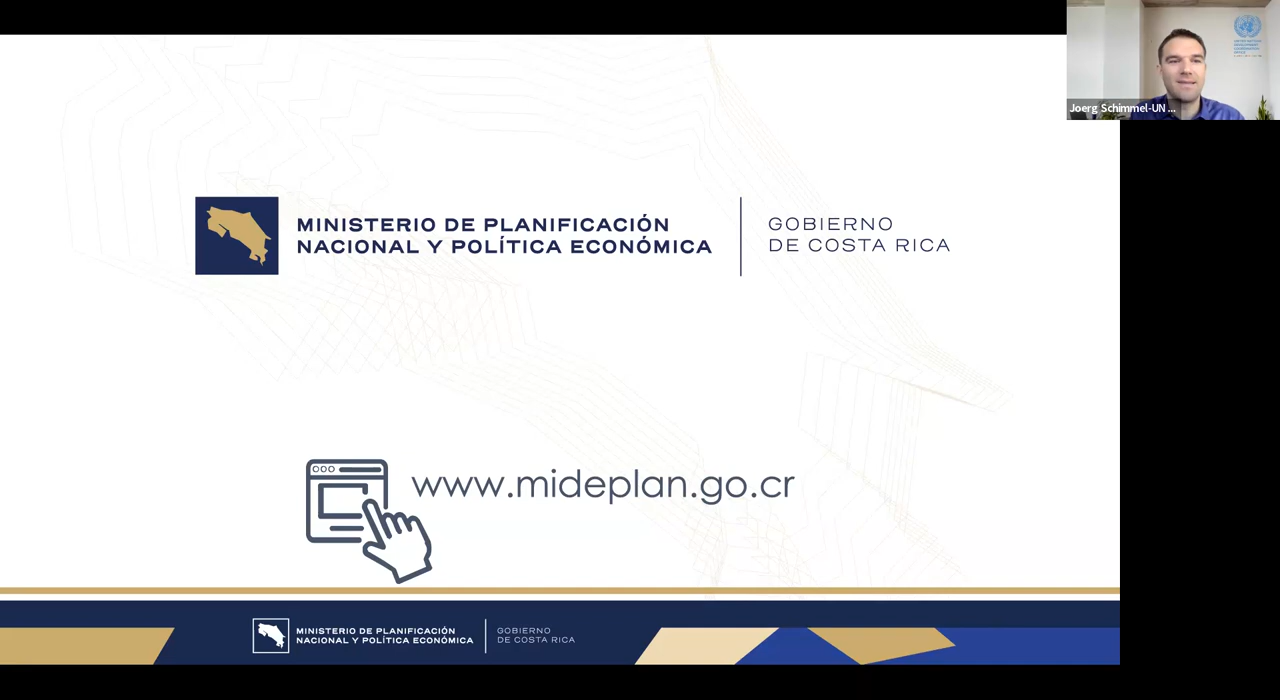 Joerg Schimmel-UN ...
MINISTERIO DE PLANIFICACIÓN
NACIONAL Y POLÍTICA ECONÓMICA
GOBIERNO
DE COSTA RICA
www.mideplan.go.cr
MINISTERIO DE PLANIFICACIÓN
NACIONAL Y POLÍTICA ECONÓMICA
GOBIERNO
DE COSTA RICA